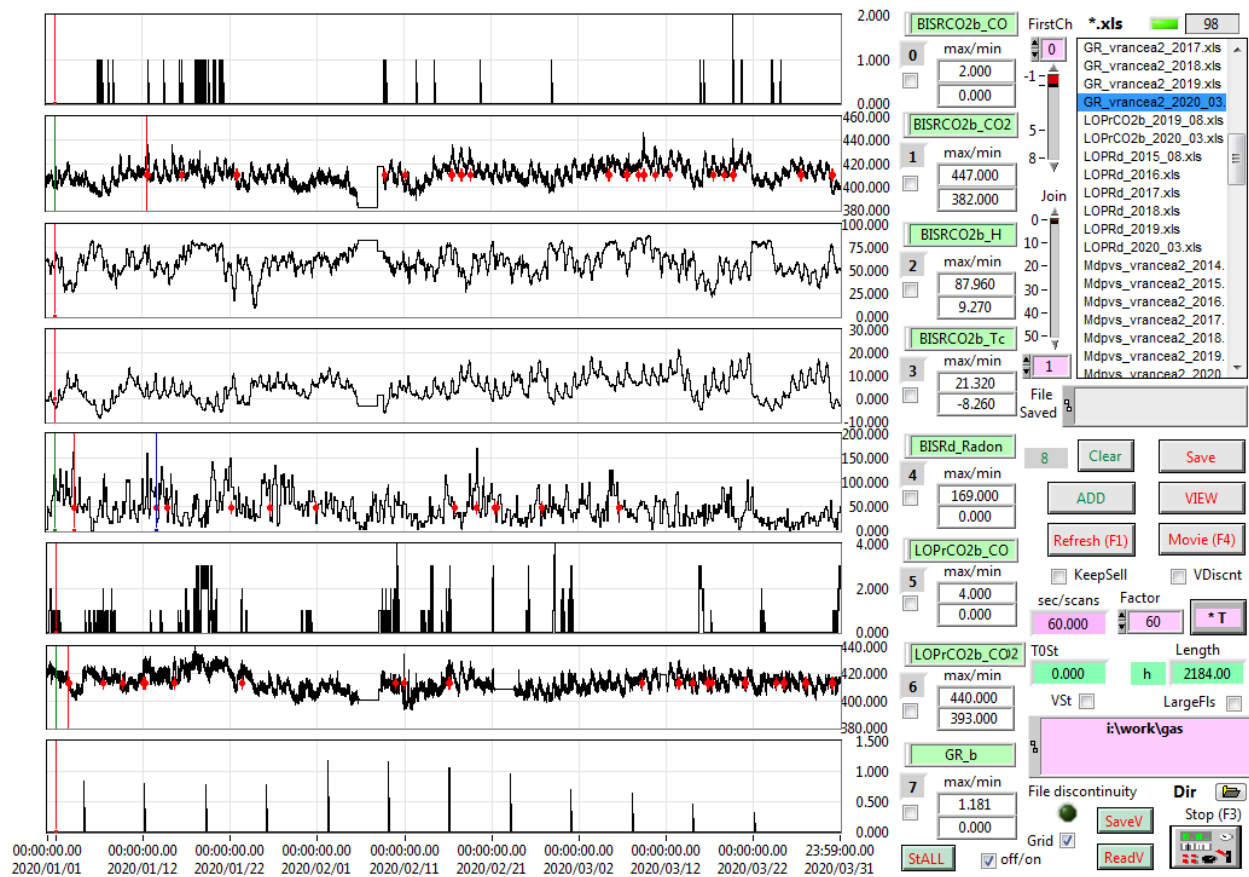 2.000
1.000
0.000
460.000
440.000
420.000
400.000
380.000
100.000
75.000
50.000
25.000
0.000
30.000
20.000
10.000
0.000
-10.000
200.000
150.000
100.000
50.000
0.000
4.000
2.000
0.000
440.000
420.000
400.000
380.000
1.500
1.000
0.500
0.000
00:00:00.00 00:00:00.00 00:00:00.00 00:00:00.00 00:00:00.00 00:00:00.00 00:00:00.00 00:00:00.00 00:00:00.00 23:59:00.00
2020/01/01 2020/01/12 2020/01/22 2020/02/1 2020/02/11 2020/02/21 2020/03/2 2020/03/12 2020/03/22 2020/03/31
BISRCO2b_CO
0
max/min
2.000
0.000
BISRCO2b_CO2
1
max/min
447.000
382.000
BISRCO2b_H
2
max/min
87.960
9.270
BISRCO2b_Tc
3
max/min
21.320
-8.260
BISRd_Radon
4
max/min
169.000
0.000
LOPrCO2b_CO
5
max/min
4.000
0.000
LOPrCO2b_CO2
6
max/min
440.000
393.000
GR_b
7
max/min
1.181
0.000
StALL
off/on
FirstCh *.xls 98
0
-1
5
8
Join
0
10
20
30
40
50
1
GR_vrancea2_2017.xls
GR_vrancea2_2018.xls
GR_vrancea2_2019.xls
GR_vrancea2_2020_03.
LOPrCO2b_2019_08.xls
LOPrCO2b_2020_03.xls
LOPRd_2015_08.xls
LOPRd_2016.xls
LOPRd_2017.xls
LOPRd_2018.xls
LOPRd_2019.xls
LOPRd_2020_03.xls
Mdpvs_vrancea2_2014.
Mdpvs_vrancea2_2015.
Mdpvs_vrancea2_2016.
Mdpvs_vrancea2_2017.
Mdpvs_vrancea2_2018.
Mdpvs_vrancea2_2019.
Mdpvs_vrancea2_2020
File
Saved
8 Clear Save
ADD VIEW
Refresh (F1) Movie (F4)
KeepSell VDiscnt
sec/scans Factor
60.000 60 * T
T0St Length
0.000 h 2184.00
VSt LargeFls
i:\work\gas
File discontinuity Dir
SaveV Stop (F3)
Grid
ReadV